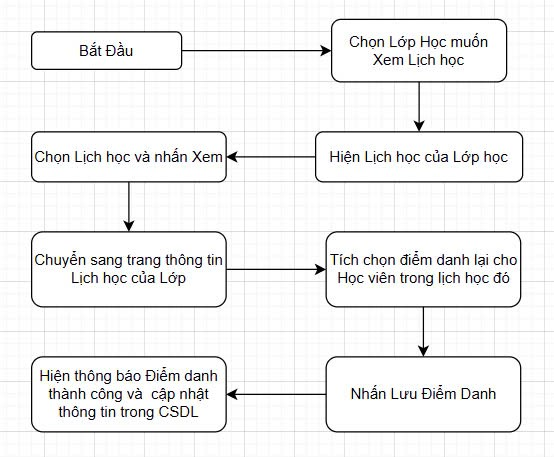 Bắt Đầu
Chọn Lớp Học muốn
Xem Lịch học
Hiện Lịch học của Lớp học
Chọn Lịch học và nhấn Xem
Chuyển sang trang thông tin
Lịch học của Lớp
Tích chọn điểm danh lại cho
Học viên trong lịch học đó
Nhấn Lưu Điểm Danh
Hiện thông báo Điểm danh
thành công và cập nhật
thông tin trong CSDL